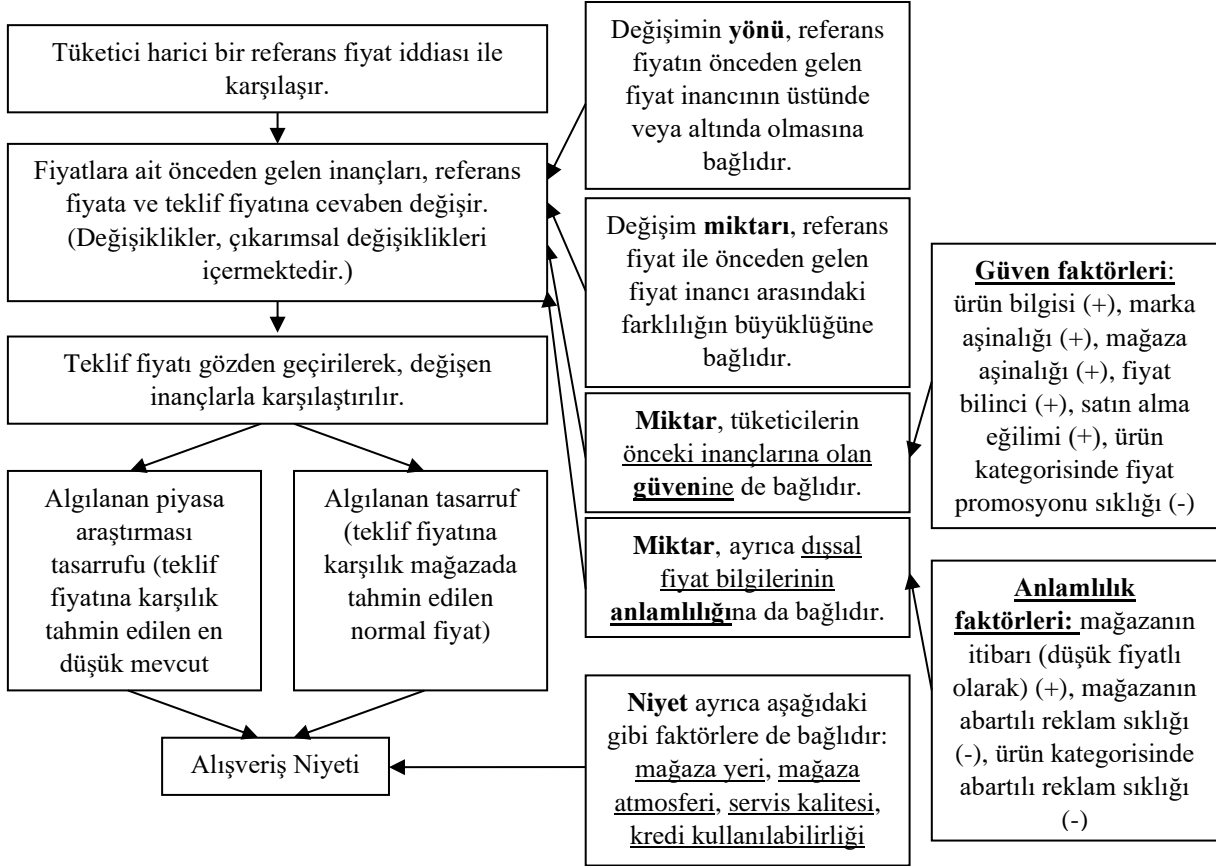 Tüketici harici bir referans fiyat iddiası ile
karşılaşır.
Fiyatlara ait önceden gelen inançları, referans
fiyata ve teklif fiyatına cevaben değişir.
(Değişiklikler, çıkarımsal değişiklikleri
içermektedir.)
Teklif fiyatı gözden geçirilerek, değişen
inançlarla karşılaştırılır.
Algılanan piyasa
araştırması
tasarrufu (teklif
fiyatına karşılık
tahmin edilen en
düşük mevcut
Algılanan tasarruf
(teklif fiyatına
karşılık mağazada
tahmin edilen
normal fiyat)
Alışveriş Niyeti
Değişimin yönü, referans
fiyatın önceden gelen
fiyat inancının üstünde
veya altında olmasına
bağlıdır.
Değişim miktarı, referans
fiyat ile önceden gelen
fiyat inancı arasındaki
farklılığın büyüklüğüne
bağlıdır.
Miktar, tüketicilerin
önceki inançlarına olan
güvenine de bağlıdır.
Miktar, ayrıca dışsal
fiyat bilgilerinin
anlamlılığına da bağlıdır.
Niyet ayrıca aşağıdaki
gibi faktörlere de bağlıdır:
mağaza yeri, mağaza
atmosferi, servis kalitesi,
kredi kullanılabilirliği
Güven faktörleri:
ürün bilgisi (+), marka
aşinalığı (+), mağaza
aşinalığı (+), fiyat
bilinci (+), satın alma
eğilimi (+), ürün
kategorisinde fiyat
promosyonu sıklığı (-)
Anlamlılık
faktörleri: mağazanın
itibarı (düşük fiyatlı
olarak) (+), mağazanın
abartılı reklam sıklığı
(-), ürün kategorisinde
abartılı reklam sıklığı
(-)